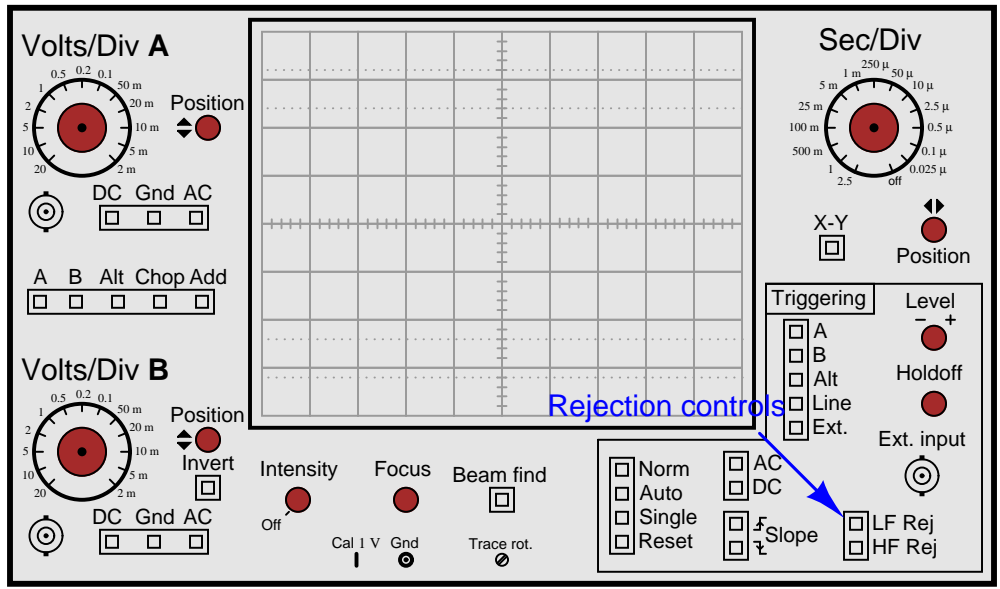 Volts/Div A
0.5 0.2 0.1
1 50 m
2 20 m
5 10 m
10 5 m
20 2 m
Position
DC Gnd AC
A B Alt Chop Add
Volts/Div B
0.5 0.2 0.1
1 50 m
2 20 m
5 10 m
10 5 m
20 2 m
Position
Invert
DC Gnd AC
Intensity
Off
Focus
Beam find
Cal 1 V Gnd
Trace rot.
Sec/Div
250 µ
1 m 50 µ
5 m 10 µ
25 m 2.5 µ
100 m 0.5 µ
500 m 0.1 µ
1 0.025 µ
2.5 off
X-Y
Position
Triggering
A
B
Alt
Line
Ext.
Level
− +
Holdoff
Ext. input
Rejection controls
Norm
Auto
Single
Reset
AC
DC
Slope
LF Rej
HF Rej